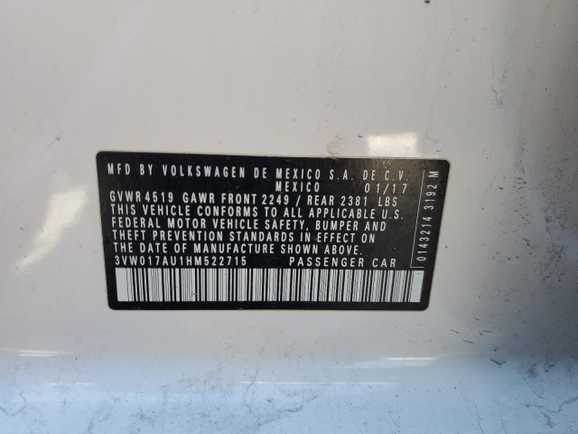 MFD BY VOLKSWAGEN DE MEXICO S.A. DE C.V.
MEXICO 01/17
GVWR 4519 GAWR FRONT 2249 / REAR 2381 LBS
THIS VEHICLE CONFORMS TO ALL APPLICABLE U.S.
FEDERAL MOTOR VEHICLE SAFETY, BUMPER AND
THEFT PREVENTION STANDARDS IN EFFECT ON
THE DATE OF MANUFACTURE SHOWN ABOVE.
3VW017AU1HM522715 PASSENGER CAR
0143214 3192 M